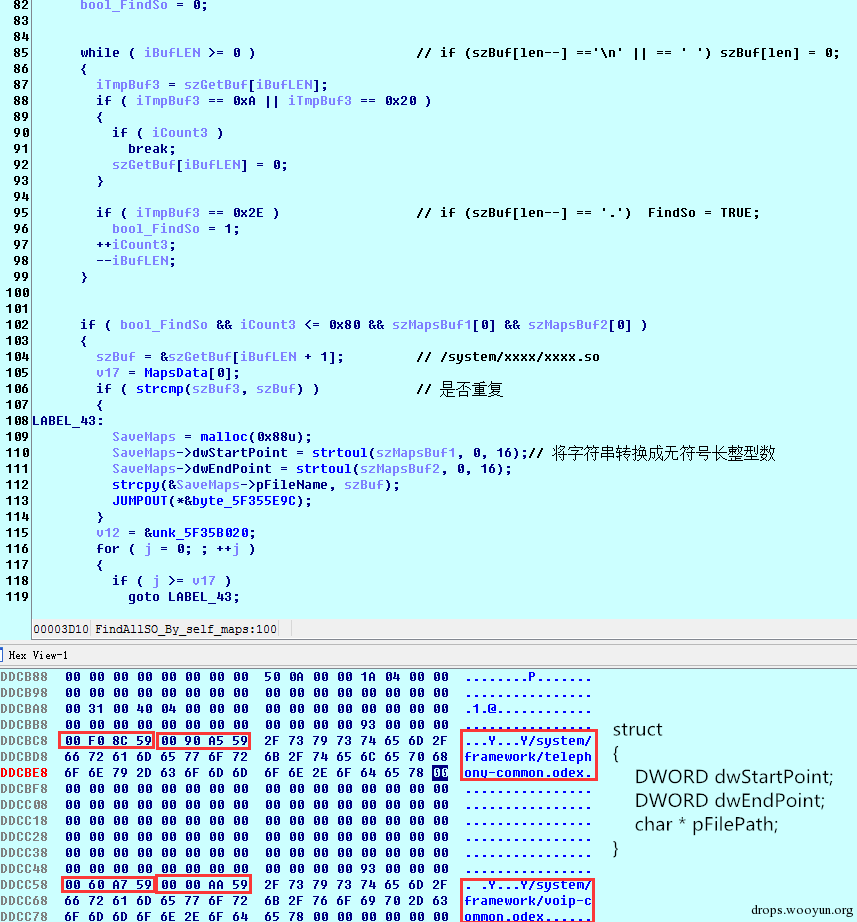 82 bool_FindSo = 0;
83
84
85 while ( iBufLEN >= 0 ) // if (szBuf[len--] =='\n' || == ' ') szBuf[len] = 0;
86 {
87 iTmpBuf3 = szGetBuf[iBufLEN];
88 if ( iTmpBuf3 == 0xA || iTmpBuf3 == 0x20 )
89 {
90 if ( iCount3 )
91 break;
92 szGetBuf[iBufLEN] = 0;
93 }
94
95 if ( iTmpBuf3 == 0x2E ) // if (szBuf[len--] == '.') FindSo = TRUE;
96 bool_FindSo = 1;
97 ++iCount3;
98 --iBufLEN;
99 }
100
101
102 if ( bool_FindSo && iCount3 <= 0x80 && szMapsBuf1[0] && szMapsBuf2[0] )
103 {
104 szBuf = &szGetBuf[iBufLEN + 1]; // /system/xxxx/xxxx.so
105 v17 = MapsData[0];
106 if ( strcmp(szBuf3, szBuf) ) // 是否重复
107 {
108 LABEL_43:
109 SaveMaps = malloc(0x88u);
110 SaveMaps->dwStartPoint = strtoul(szMapsBuf1, 0, 16);// 将字符串转换成无符号长整型数
111 SaveMaps->dwEndPoint = strtoul(szMapsBuf2, 0, 16);
112 strcpy(&SaveMaps->pFileName, szBuf);
113 JUMPOUT(*&byte_5F355E9C);
114 }
115 v12 = &unk_5F35B020;
116 for ( j = 0; ; ++j )
117 {
118 if ( j >= v17 )
119 goto LABEL_43;
00003D10 FindAllSO_By_self_maps:100
Hex View-1
DDCB88 00 00 00 00 00 00 00 00 50 0A 00 00 1A 04 00 00 ........P.......
DDCB98 00 00 00 00 00 00 00 00 00 00 00 00 00 00 00 00 ................
DDCBA8 00 31 00 40 04 00 00 00 00 00 00 00 00 00 00 00 .1.@............
DDCBB8 00 00 00 00 00 00 00 00 00 00 00 00 93 00 00 00 ................
DDCBC8 00 F0 8C 59 00 90 A5 59 2F 73 79 73 74 65 6D 2F ...Y...Y/system/
DDCBD8 66 72 61 6D 65 77 6F 72 6B 2F 74 65 6C 65 70 68 framework/teleph
DDCBE8 6F 6E 79 2D 63 6F 6D 6D 6F 6E 2E 6F 64 65 78 00 ony-common.odex.
DDCBF8 00 00 00 00 00 00 00 00 00 00 00 00 00 00 00 00 ................
DDCC08 00 00 00 00 00 00 00 00 00 00 00 00 00 00 00 00 ................
DDCC18 00 00 00 00 00 00 00 00 00 00 00 00 00 00 00 00 ................
DDCC28 00 00 00 00 00 00 00 00 00 00 00 00 00 00 00 00 ................
DDCC38 00 00 00 00 00 00 00 00 00 00 00 00 00 00 00 00 ................
DDCC48 00 00 00 00 00 00 00 00 00 00 00 00 93 00 00 00 ................
DDCC58 00 60 A7 59 00 00 AA 59 2F 73 79 73 74 65 6D 2F . .Y...Y/system/
DDCC68 66 72 61 6D 65 77 6F 72 6B 2F 76 6F 69 70 2D 63 framework/voip-c
DDCC78 6F 6D 6D 6F 6E 2E 6F 64 65 78 00 00 00 00 00 00 ommon.odex......
struct
{
DWORD dwStartPoint;
DWORD dwEndPoint;
char * pFilePath;
}
drops.wooyun.org